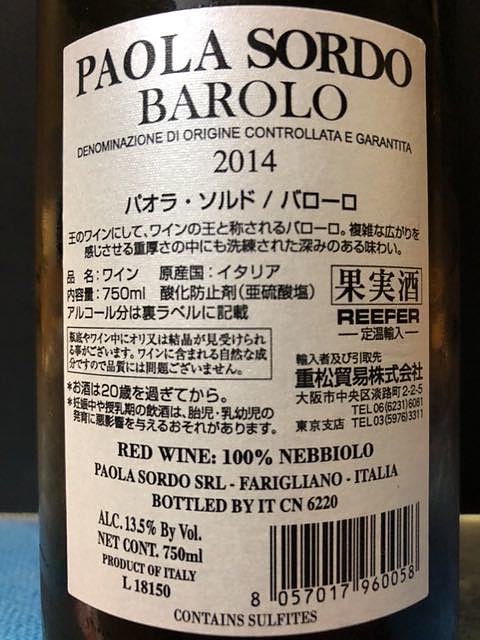 PAOLA SORDO
BAROLO
DENOMINAZIONE DI ORIGINE CONTROLLATA E GARANTITA
2014
パオラ・ソルド / バローロ
王のワインにして、ワインの王と称されるバローロ。複雑な広がりを
感じさせる重厚さの中にも洗練された深みのある味わい。
品名：ワイン 原産国：イタリア
内容量：750ml 酸化防止剤（亜硫酸塩）
アルコール分は裏ラベルに記載
果実酒
REEFER
定温輸入
瓶底やワイン中にオリ又は結晶が見受けられ
る事がございます。ワインに含まれる自然な成
分ですので品質には問題ございません。
*お酒は20歳を過ぎてから。
*妊娠中や授乳期の飲酒は、胎児・乳幼児の
発育に悪影響を与えるおそれがあります。
輸入者及び引取先
重松貿易株式会社
大阪市中央区淡路町2-2-5
TEL 06(6231)6081
東京支店 TEL 03(5976)3311
RED WINE: 100% NEBBIOLO
PAOLA SORDO SRL - FARIGLIANO - ITALIA
BOTTLED BY IT CN 6220
ALC. 13.5% By Vol.
NET CONT. 750ml
PRODUCT OF ITALY
L 18150
8 057017 960058
CONTAINS SULFITES